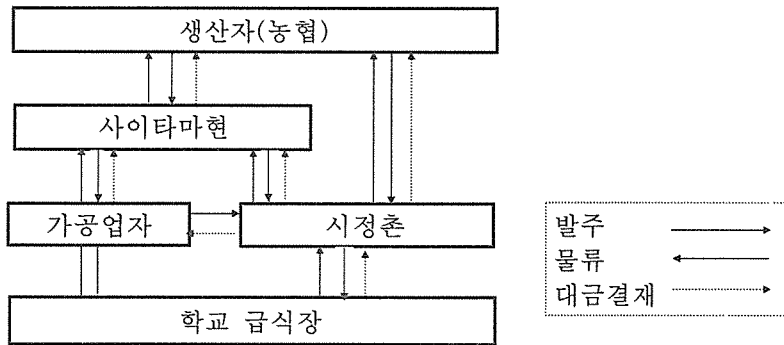 생산자(농협)
사이타마현
가공업자
시정촌
학교 급식장
발주
물류
대금결재